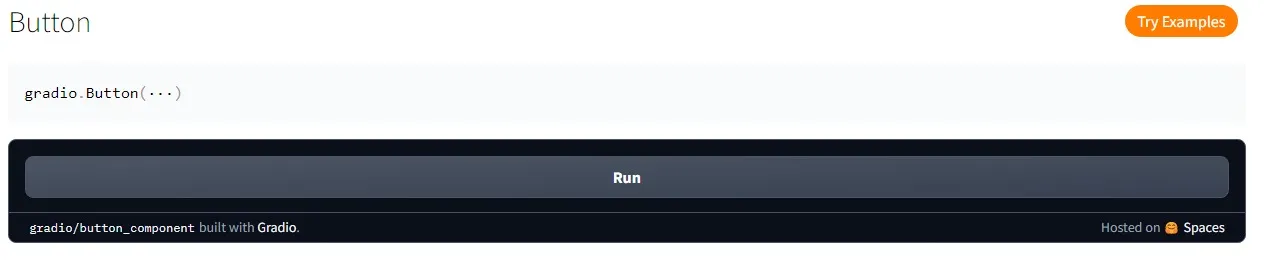 Button
Try Examples
gradio.Button(···)
Run
gradio/button_component built with Gradio.
Hosted on 🤗 Spaces